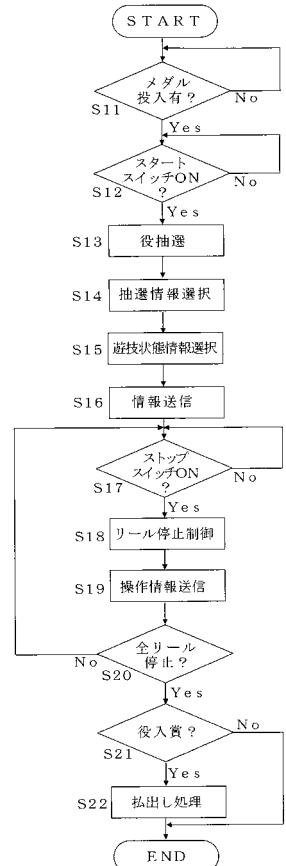 START
メダル
投入有？
S11
No
Yes
スタート
スイッチON
？
S12
No
Yes
S13
役抽選
S14
抽選情報選択
S15
遊技状態情報選択
S16
情報送信
ストップ
スイッチON
？
S17
No
Yes
S18
リール停止制御
S19
操作情報送信
全リール
停止？
No
S20
Yes
役入賞？
No
S21
Yes
S22
払出し処理
END